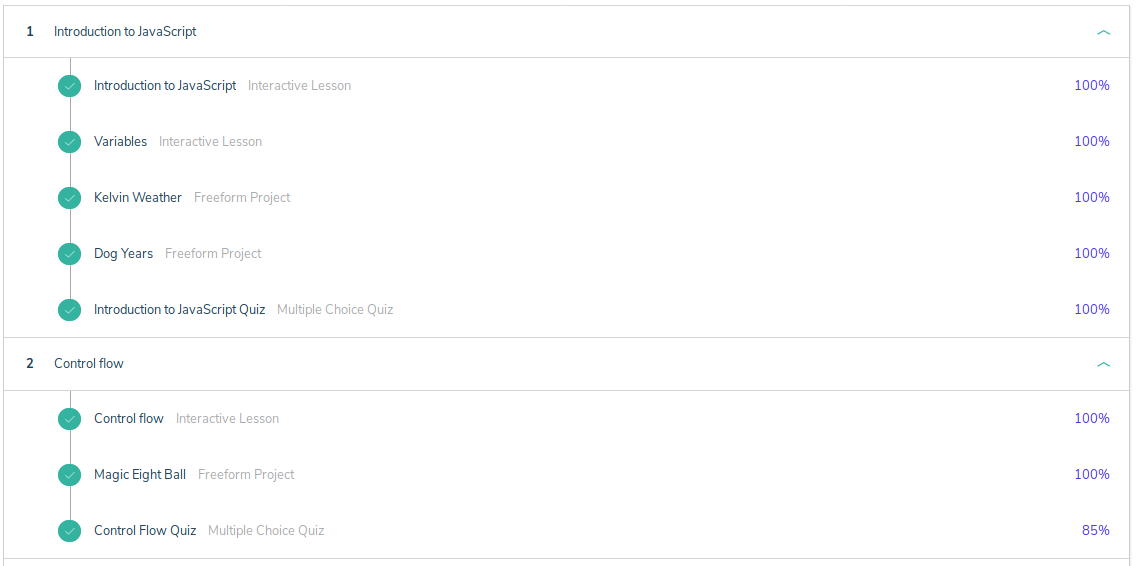 1 Introduction to JavaScript
Introduction to JavaScript Interactive Lesson 100%
Variables Interactive Lesson 100%
Kelvin Weather Freeform Project 100%
Dog Years Freeform Project 100%
Introduction to JavaScript Quiz Multiple Choice Quiz 100%
2 Control flow
Control flow Interactive Lesson 100%
Magic Eight Ball Freeform Project 100%
Control Flow Quiz Multiple Choice Quiz 85%